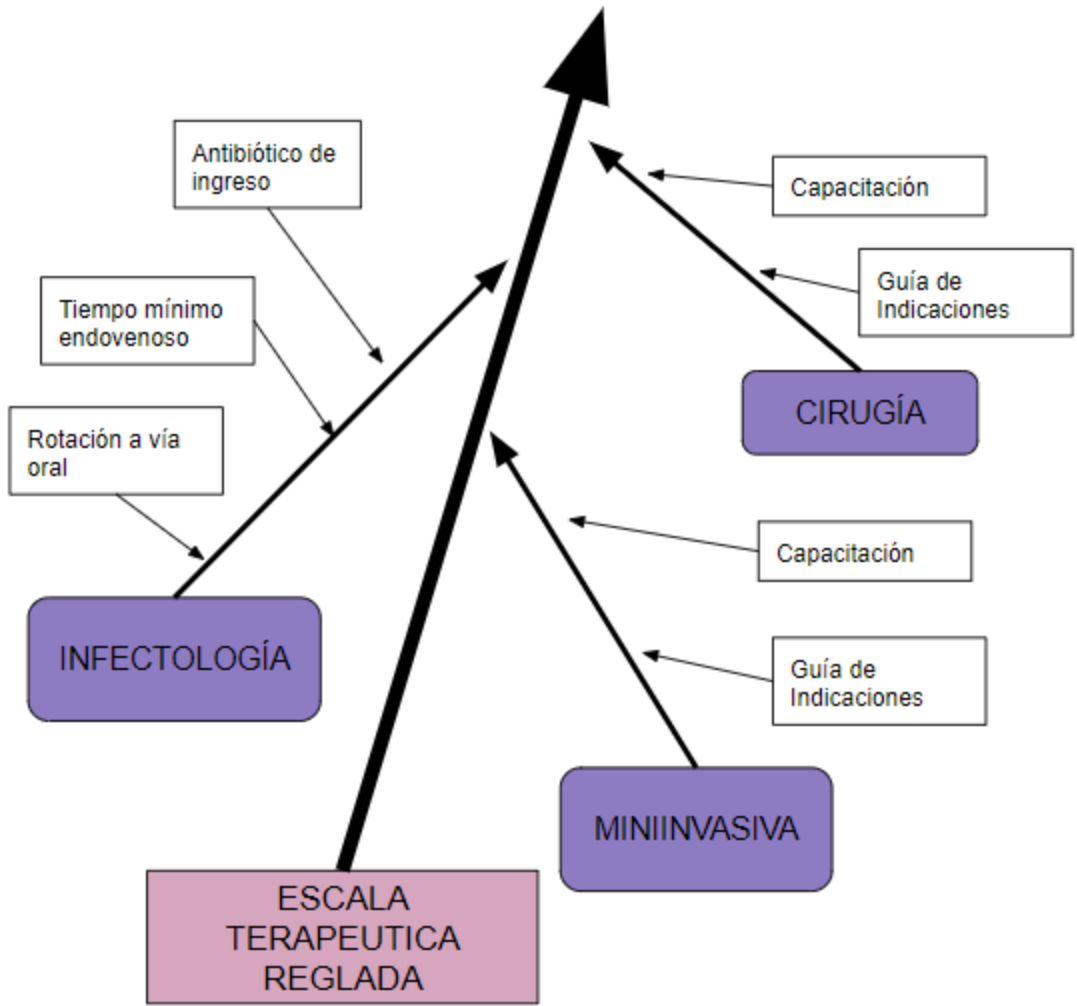 Antibiótico de
ingreso
Capacitación
Tiempo mínimo
endovenoso
Guía de
Indicaciones
Rotación a vía
oral
CIRUGÍA
Capacitación
INFECTOLOGÍA
Guía de
Indicaciones
MINIINVASIVA
ESCALA
TERAPEUTICA
REGLADA